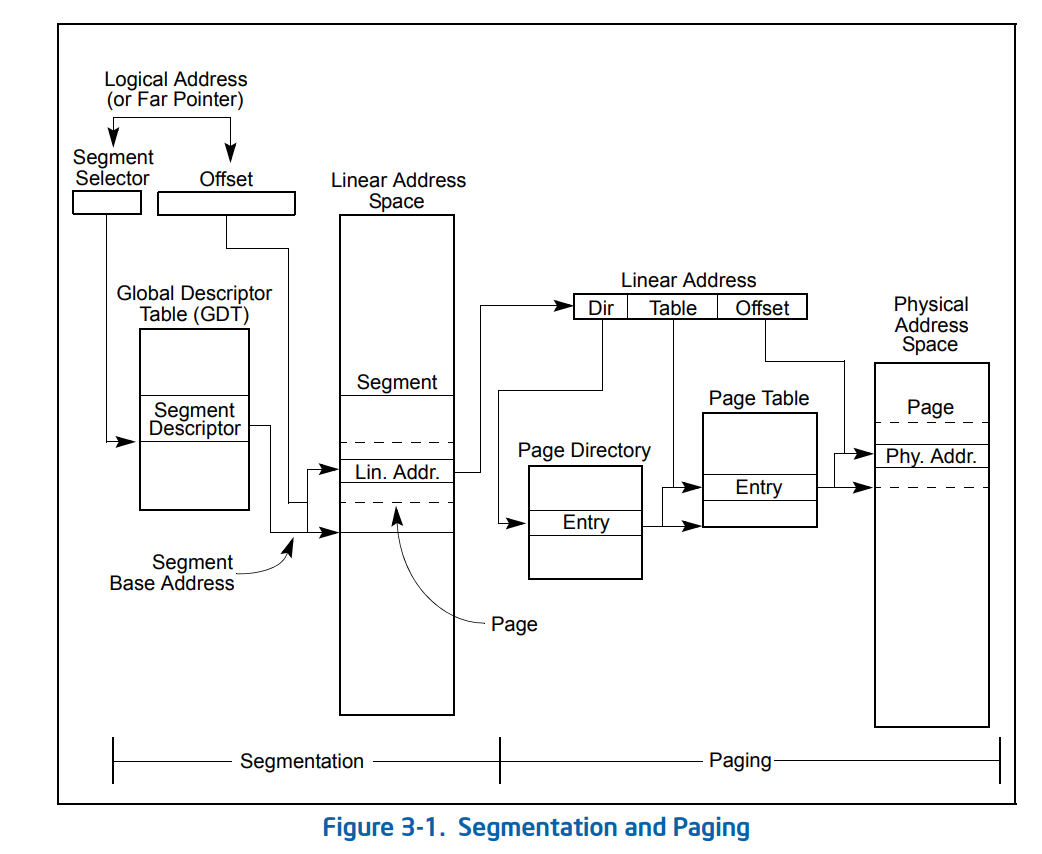 Logical Address
(or Far Pointer)
Segment
Selector
Offset
Linear Address
Space
Global Descriptor
Table (GDT)
Segment
Descriptor
Segment
Base Address
Segment
Lin. Addr.
Page
Linear Address
Dir
Table
Offset
Page Directory
Entry
Page Table
Entry
Physical
Address
Space
Page
Phy. Addr.
Segmentation
Paging
Figure 3-1. Segmentation and Paging